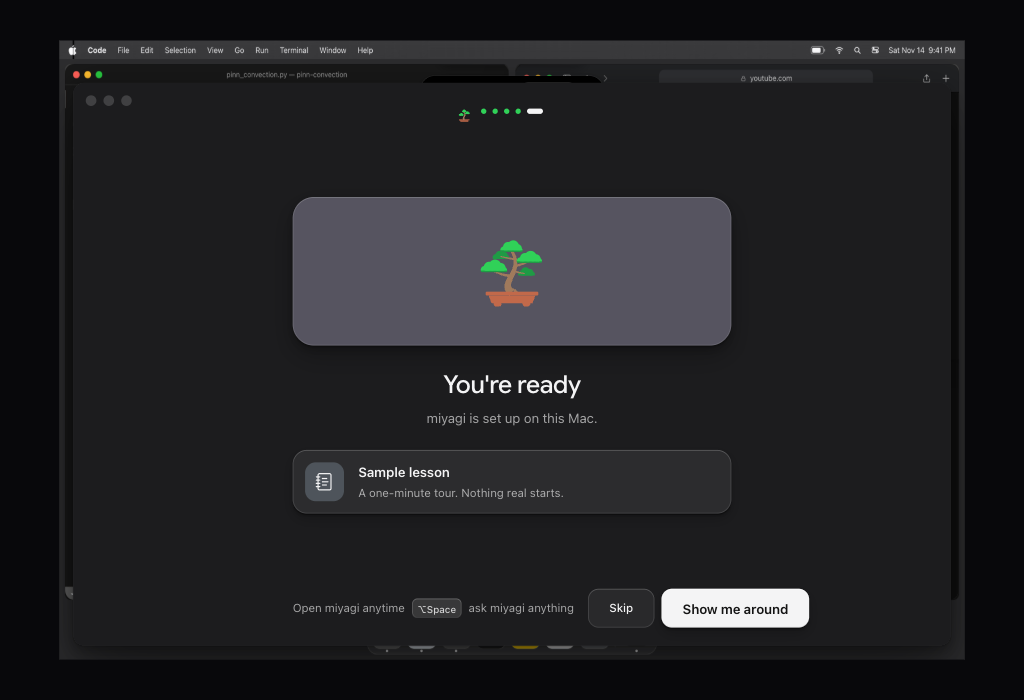 Code File Edit Selection View Go Run Terminal Window Help Sat Nov 14 9:41 PM
pinn_convection.py — pinn-convection
youtube.com
You're ready
miyagi is set up on this Mac.
Sample lesson
A one-minute tour. Nothing real starts.
Open miyagi anytime ⌥Space ask miyagi anything Skip Show me around